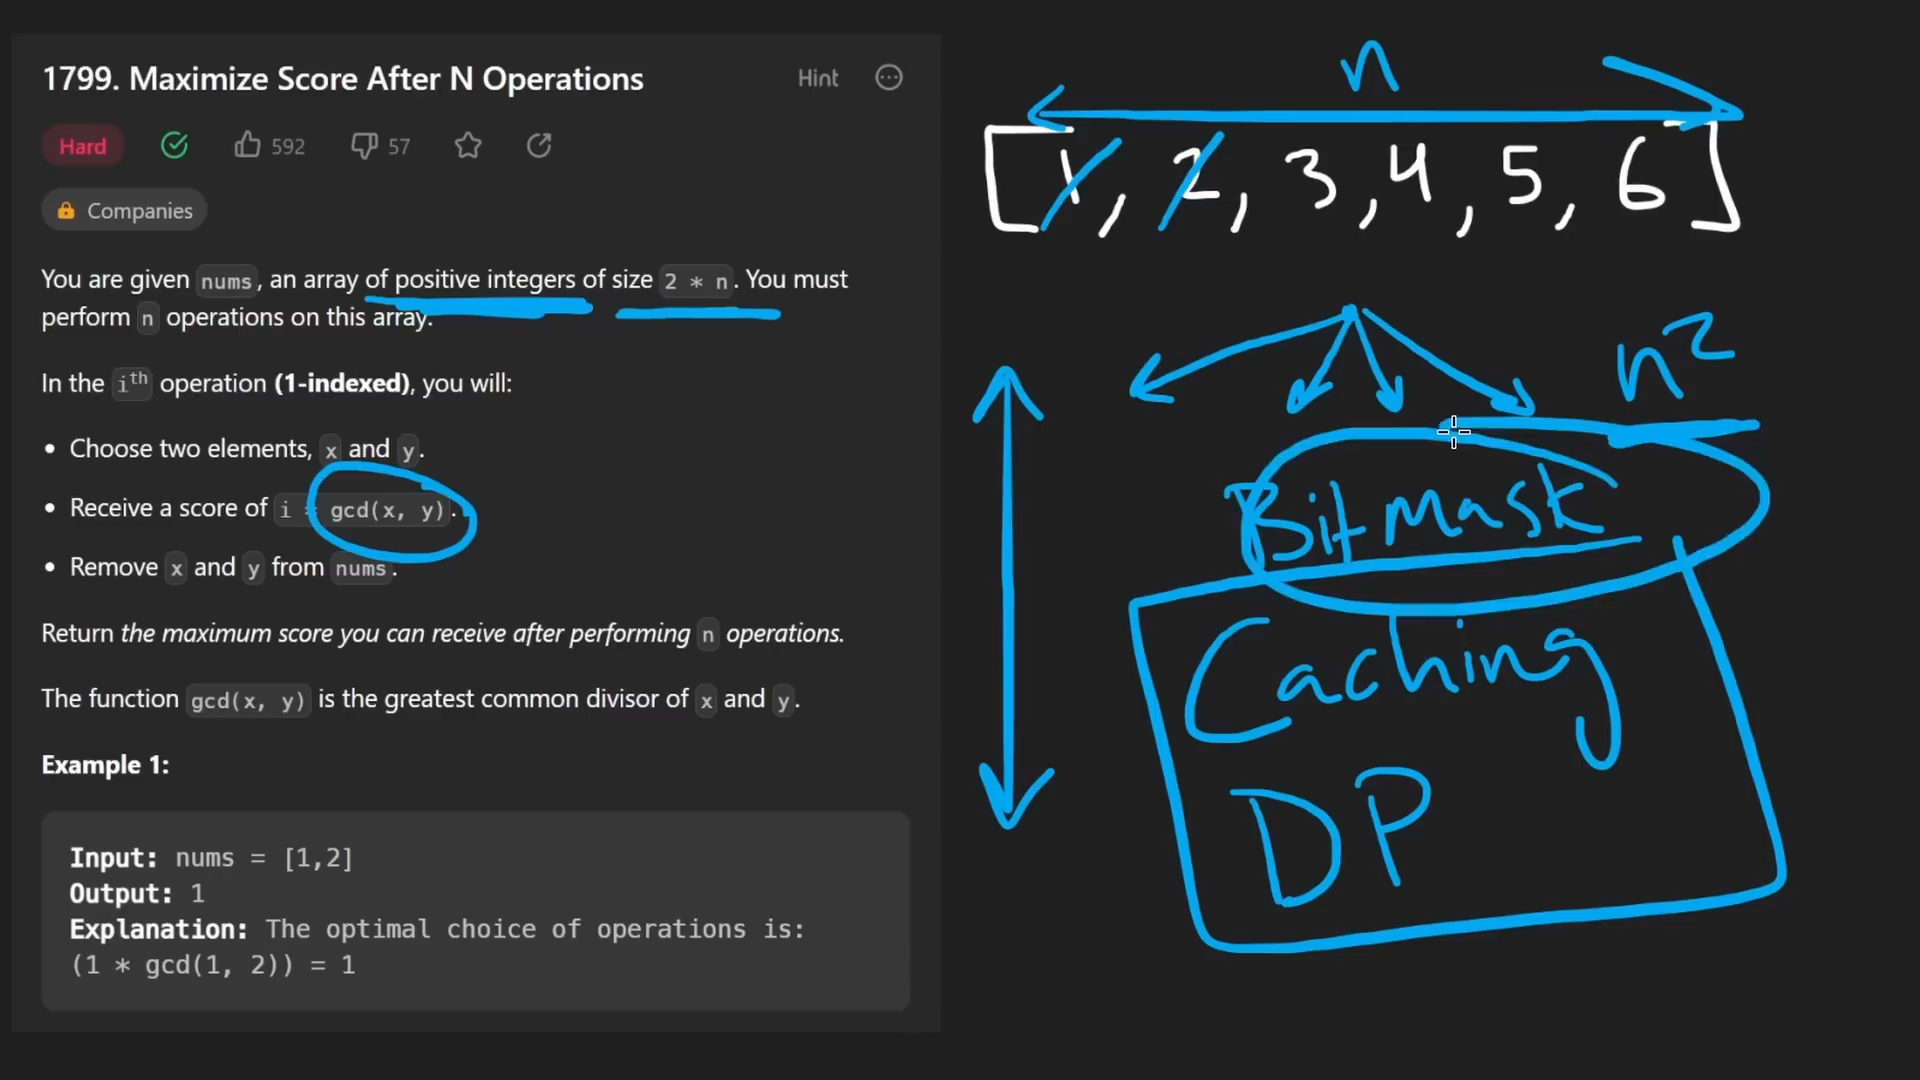 1799. Maximize Score After N Operations
Hint
Hard
592
57
Companies
You are given nums, an array of positive integers of size 2 * n. You must
perform n operations on this array.
In the ith operation (1-indexed), you will:
• Choose two elements, x and y.
• Receive a score of i * gcd(x, y).
• Remove x and y from nums.
Return the maximum score you can receive after performing n operations.
The function gcd(x, y) is the greatest common divisor of x and y.
Example 1:
Input: nums = [1,2]
Output: 1
Explanation: The optimal choice of operations is:
(1 * gcd(1, 2)) = 1
n
[1, 2, 3, 4, 5, 6]
n²
Bitmask
Caching
DP